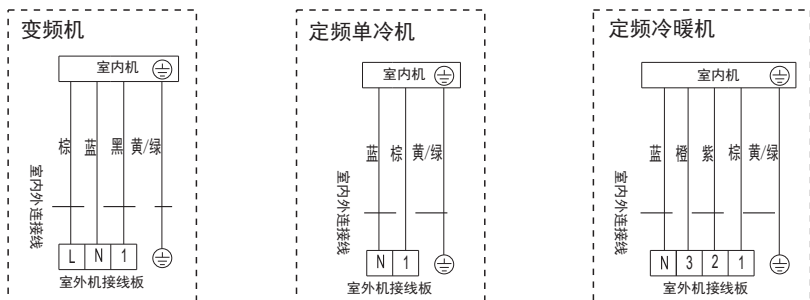 变频机
室内机
棕 蓝 黑 黄/绿
室内外连接线
L N 1
室外机接线板
定频单冷机
室内机
蓝 棕 黄/绿
室内外连接线
N 1
室外机接线板
定频冷暖机
室内机
蓝 橙 紫 棕 黄/绿
室内外连接线
N 3 2 1
室外机接线板